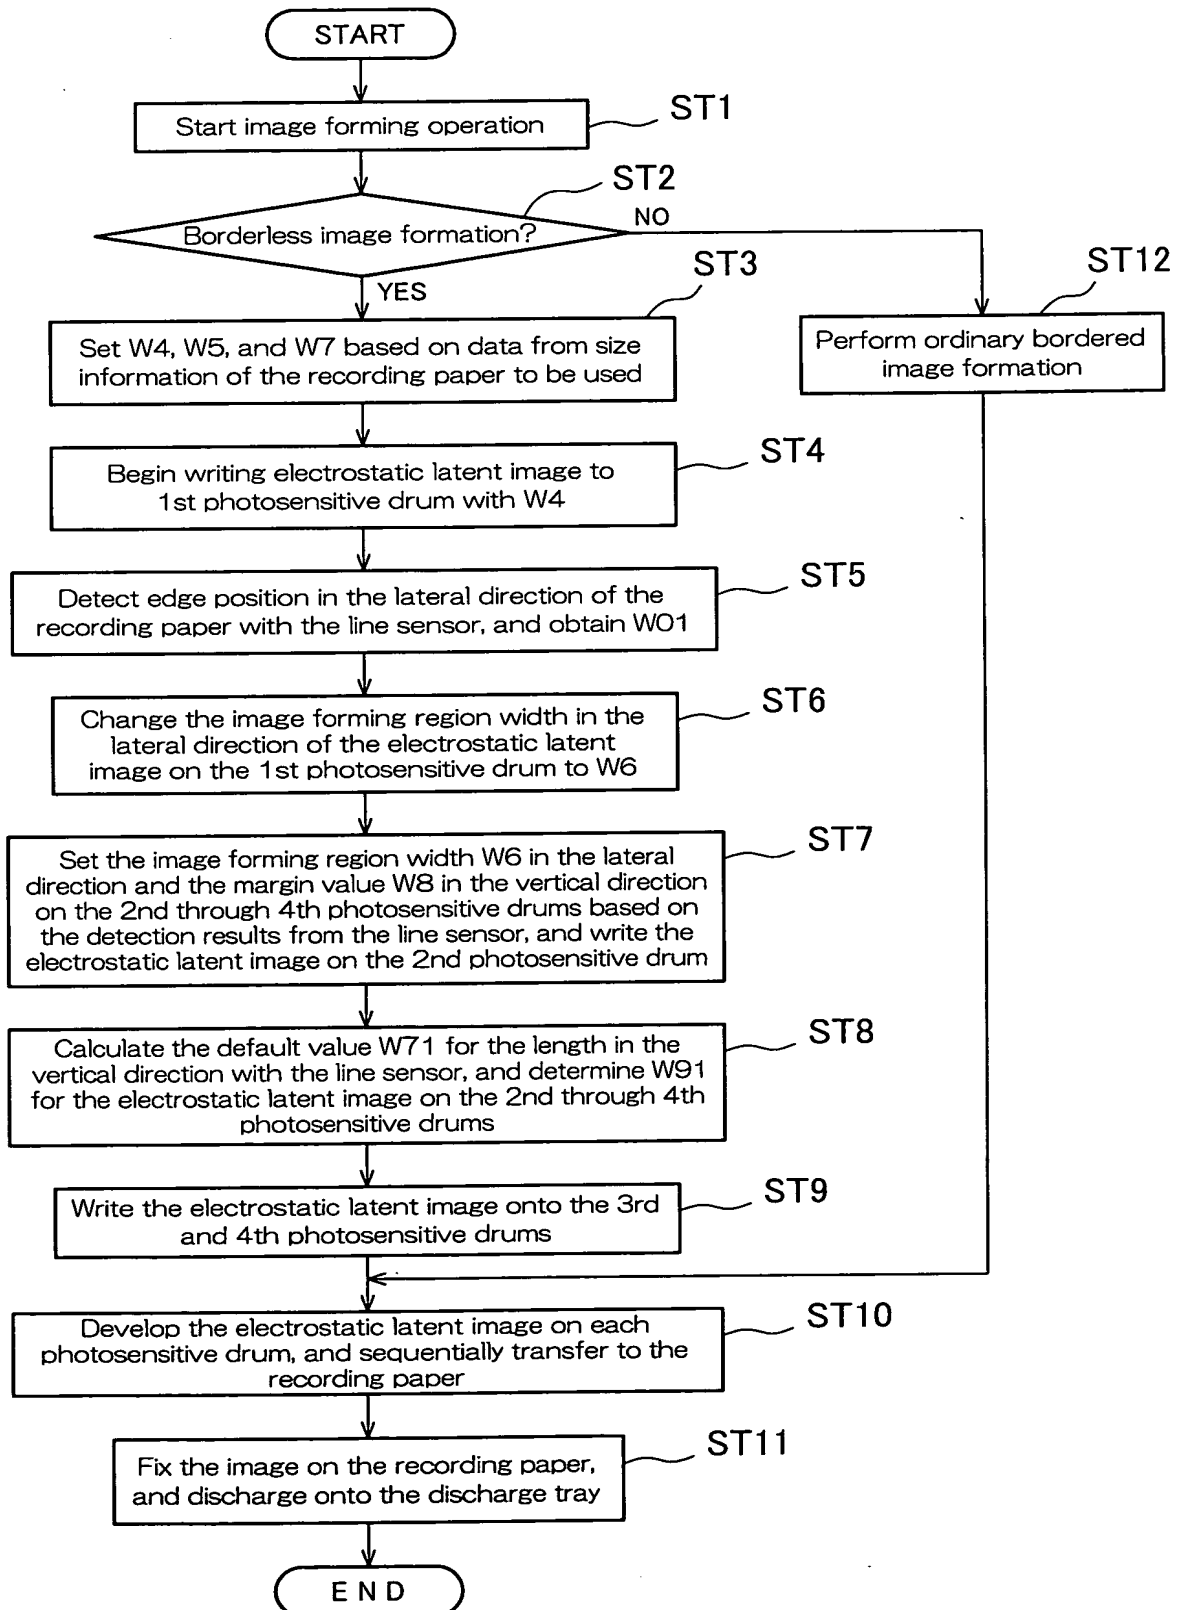 START
Start image forming operation
ST1
Borderless image formation?
ST2
NO
YES
Set W4, W5, and W7 based on data from size
information of the recording paper to be used
ST3
Perform ordinary bordered
image formation
ST12
Begin writing electrostatic latent image to
1st photosensitive drum with W4
ST4
Detect edge position in the lateral direction of the
recording paper with the line sensor, and obtain W01
ST5
Change the image forming region width in the
lateral direction of the electrostatic latent
image on the 1st photosensitive drum to W6
ST6
Set the image forming region width W6 in the lateral
direction and the margin value W8 in the vertical direction
on the 2nd through 4th photosensitive drums based on
the detection results from the line sensor, and write the
electrostatic latent image on the 2nd photosensitive drum
ST7
Calculate the default value W71 for the length in the
vertical direction with the line sensor, and determine W91
for the electrostatic latent image on the 2nd through 4th
photosensitive drums
ST8
Write the electrostatic latent image onto the 3rd
and 4th photosensitive drums
ST9
Develop the electrostatic latent image on each
photosensitive drum, and sequentially transfer to the
recording paper
ST10
Fix the image on the recording paper,
and discharge onto the discharge tray
ST11
END